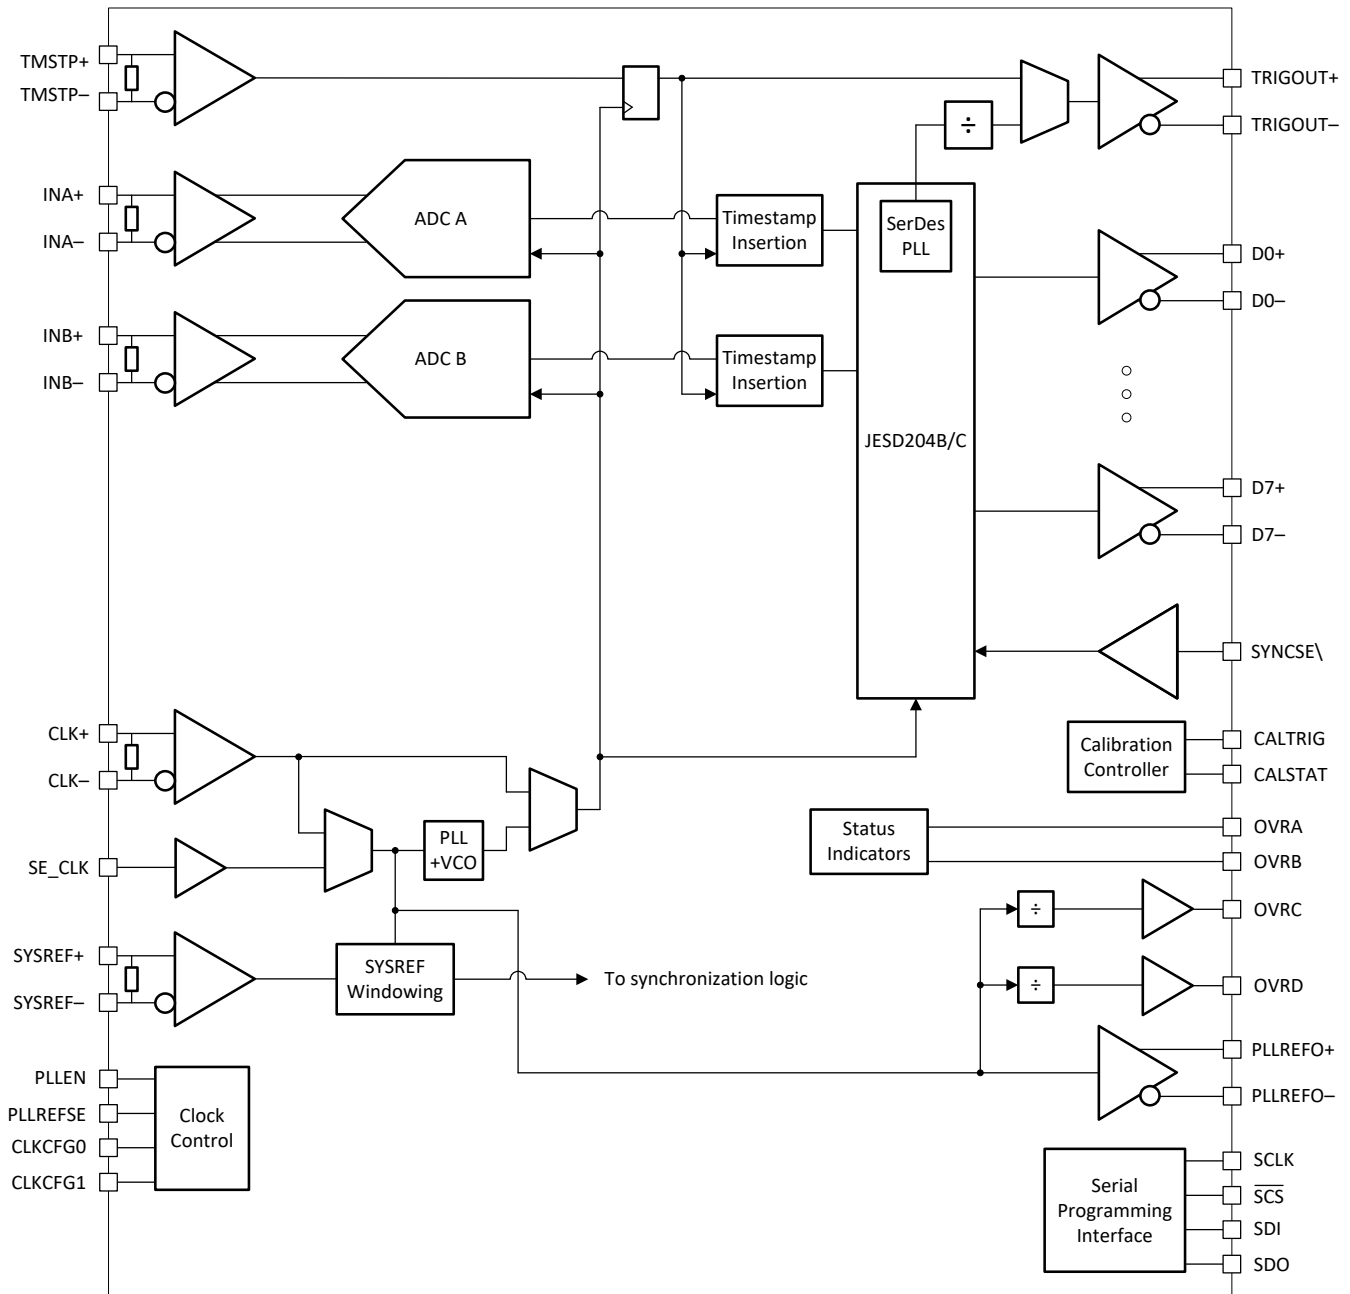 TMSTP+
TMSTP–
TRIGOUT+
÷
TRIGOUT–
INA+
INA–
ADC A
Timestamp
Insertion
SerDes
PLL
D0+
D0–
INB+
INB–
ADC B
Timestamp
Insertion
JESD204B/C
D7+
D7–
SYNCSE\
CLK+
CLK–
Calibration
Controller
CALTRIG
CALSTAT
SE_CLK
PLL
+VCO
Status
Indicators
OVRA
OVRB
÷
OVRC
SYSREF+
SYSREF–
SYSREF
Windowing
To synchronization logic
÷
OVRD
PLLREFO+
PLLREFO–
PLLEN
PLLREFSE
CLKCFG0
CLKCFG1
Clock
Control
Serial
Programming
Interface
SCLK
S̅C̅S̅
SDI
SDO